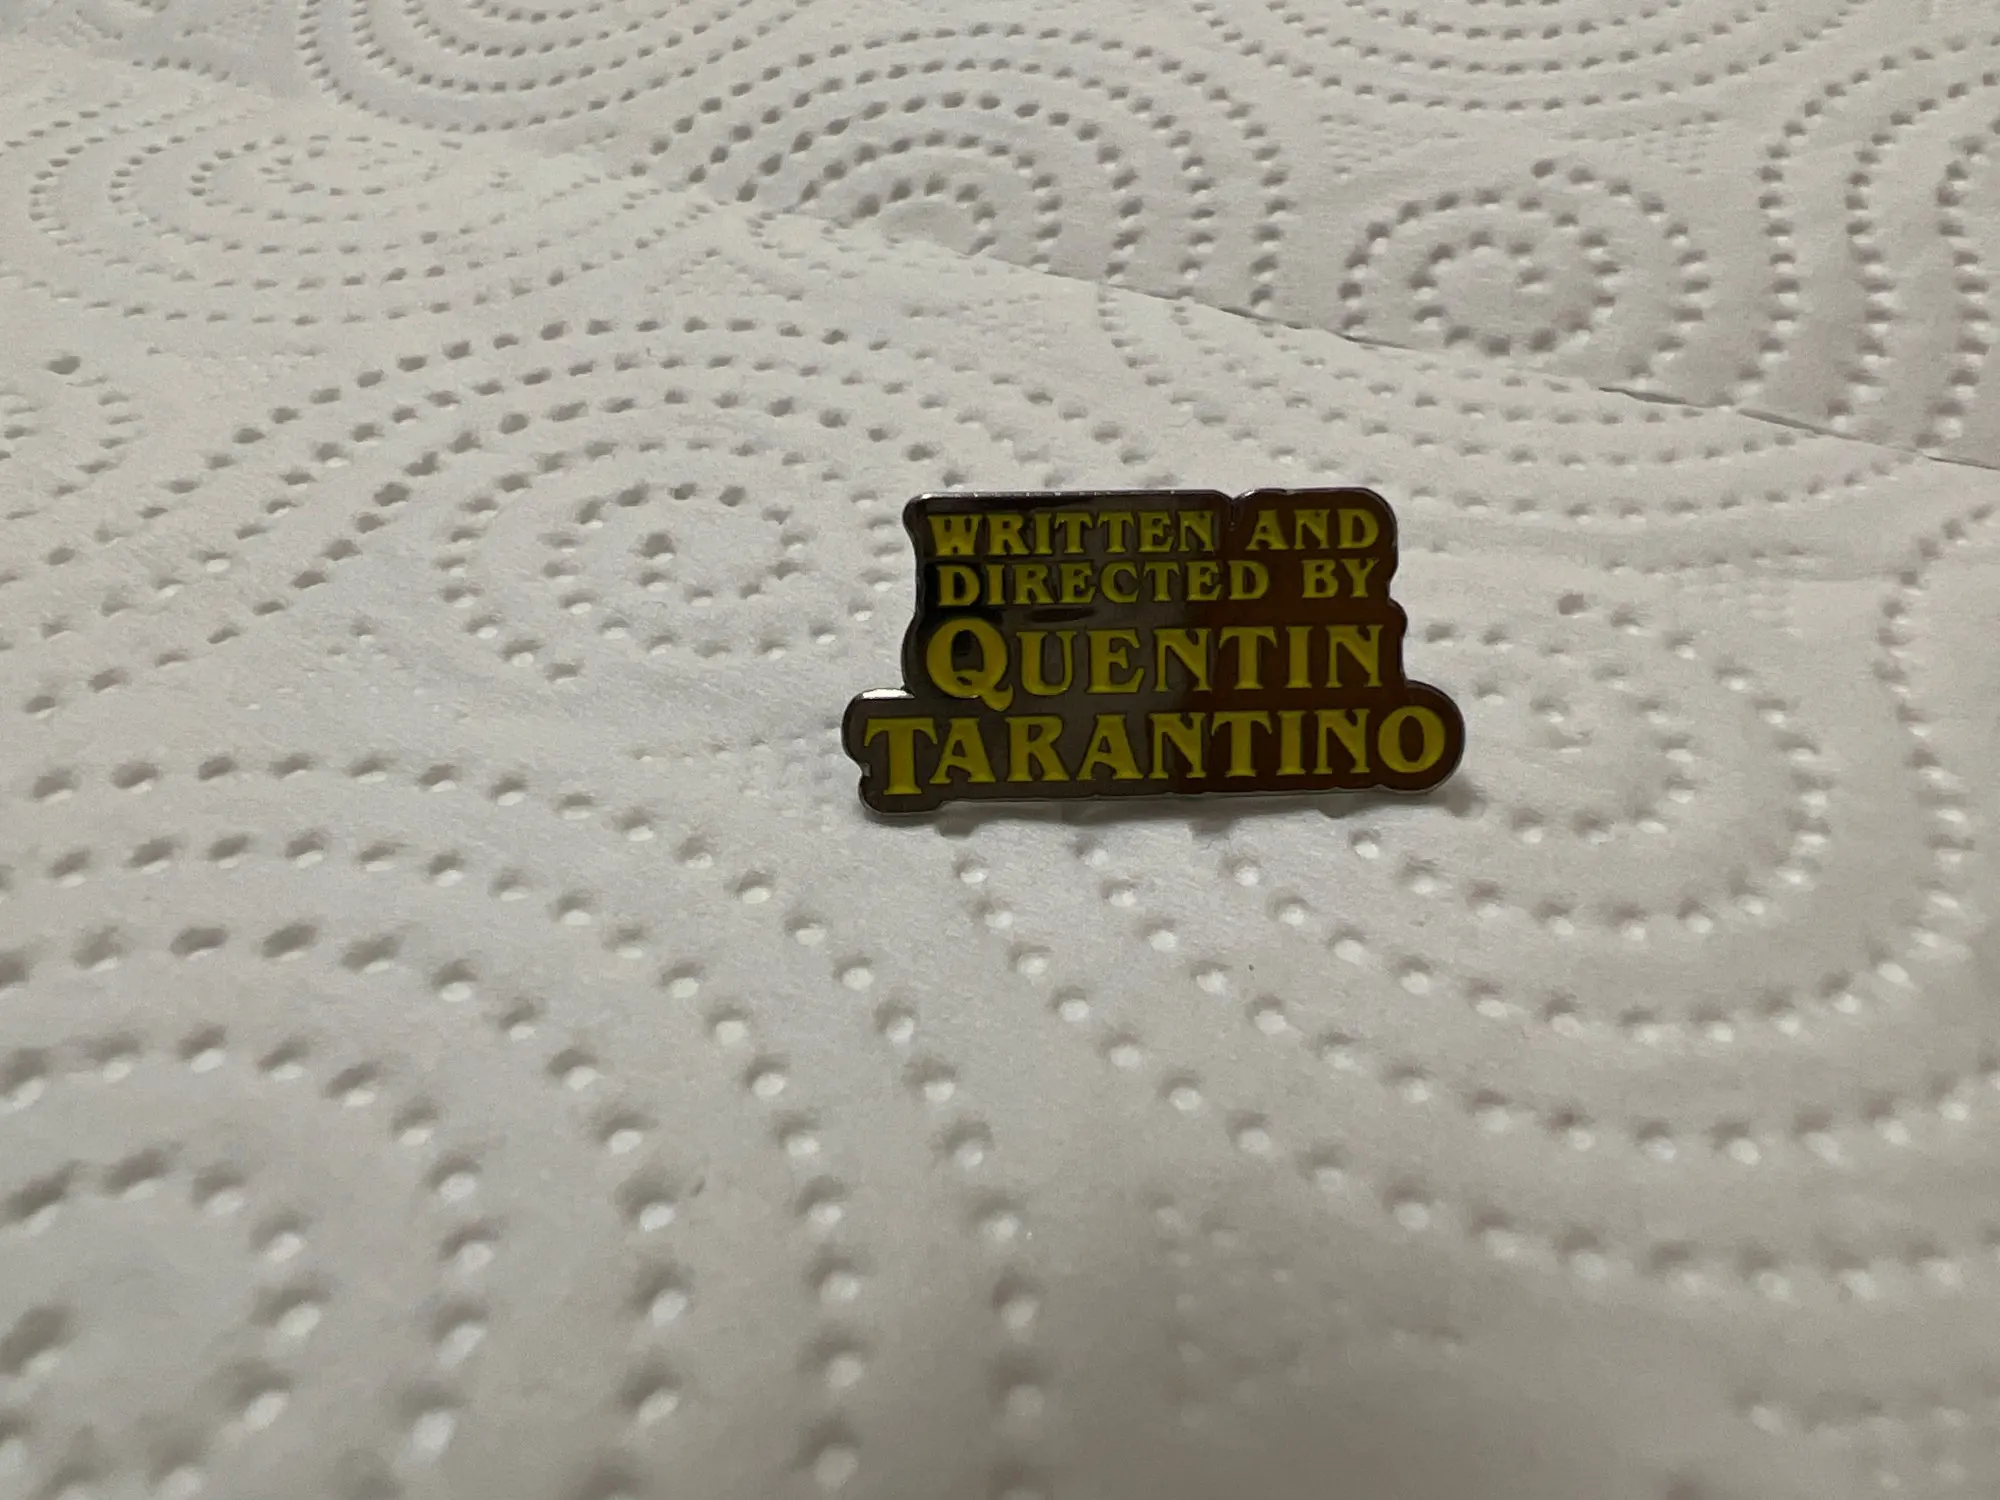 WRITTEN AND
DIRECTED BY
QUENTIN
TARANTINO